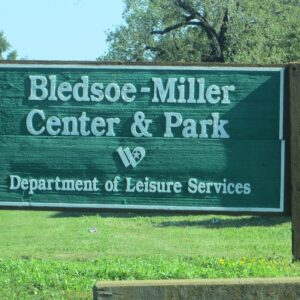 Bledsoe-Miller
Center & Park
Department of Leisure Services